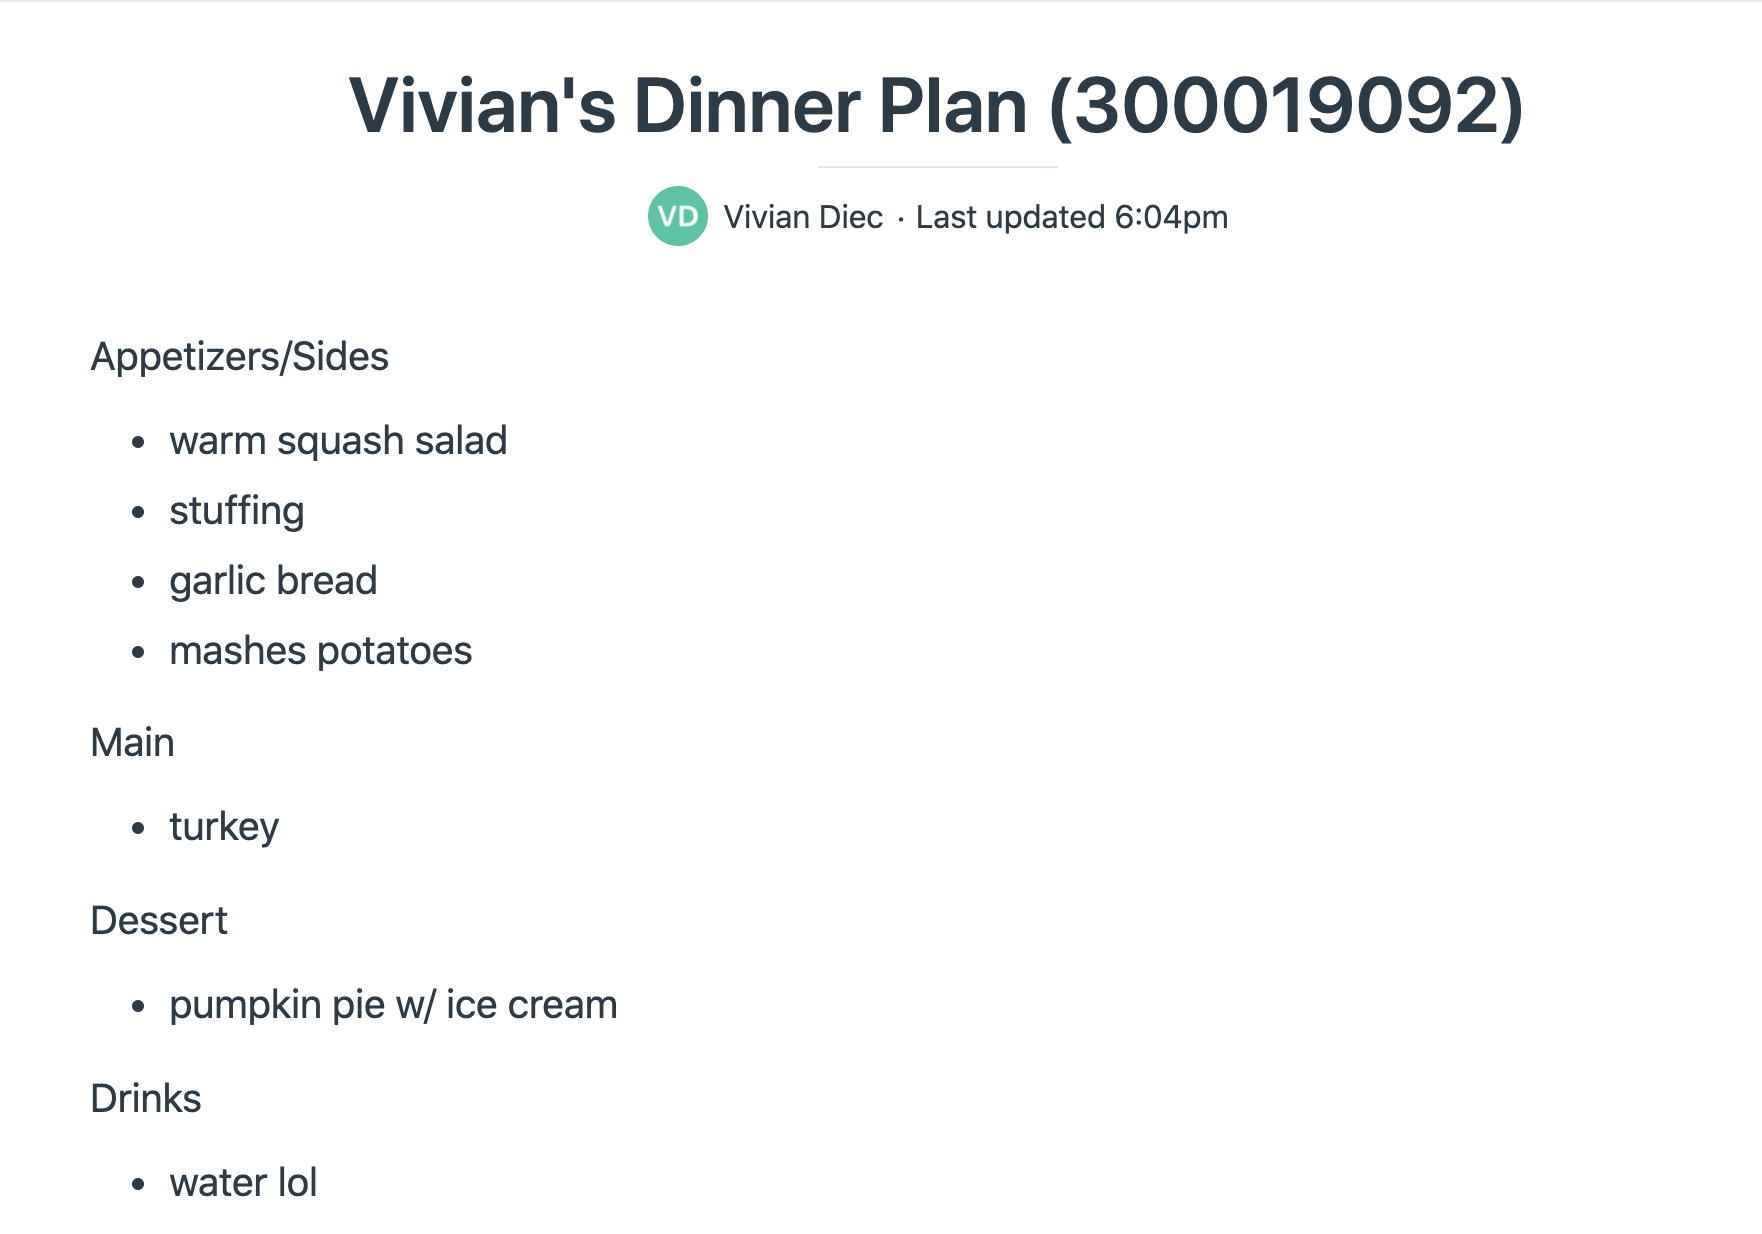 Vivian's Dinner Plan (300019092)
VD Vivian Diec · Last updated 6:04pm
Appetizers/Sides
• warm squash salad
• stuffing
• garlic bread
• mashes potatoes
Main
• turkey
Dessert
• pumpkin pie w/ ice cream
Drinks
• water lol